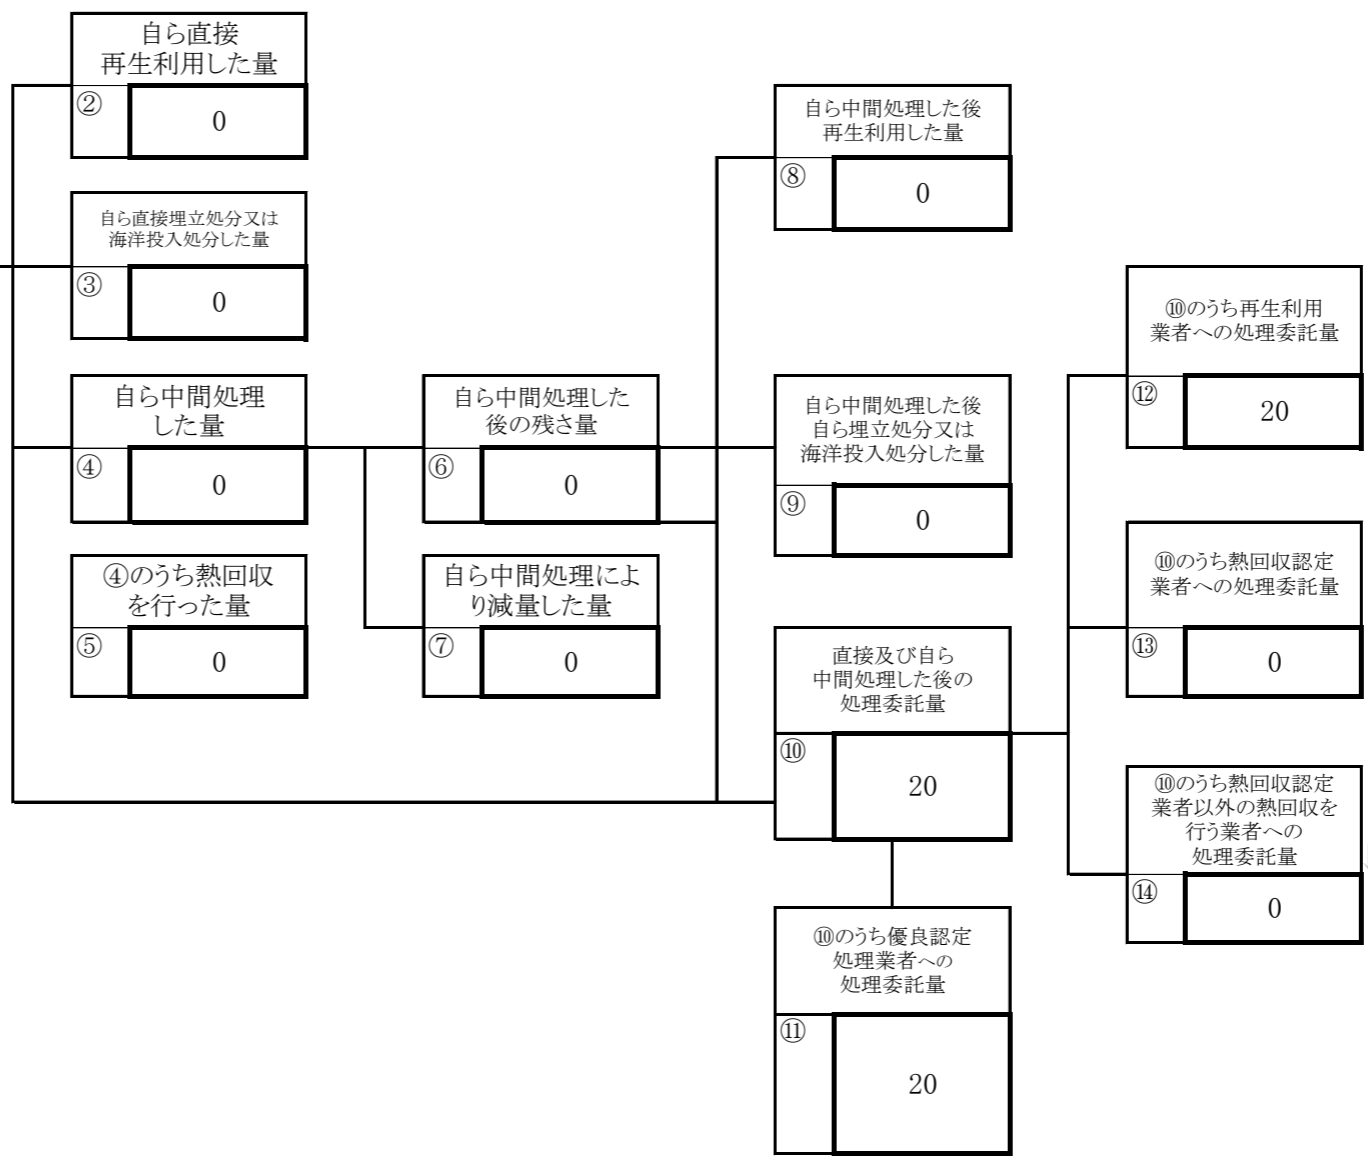 自ら直接
再生利用した量
②
0
自ら直接埋立処分又は
海洋投入処分した量
③
0
自ら中間処理
した量
④
0
④のうち熱回収
を行った量
⑤
0
自ら中間処理した
後の残さ量
⑥
0
自ら中間処理によ
り減量した量
⑦
0
自ら中間処理した後
再生利用した量
⑧
0
自ら中間処理した後
自ら埋立処分又は
海洋投入処分した量
⑨
0
直接及び自ら
中間処理した後の
処理委託量
⑩
20
⑩のうち優良認定
処理業者への
処理委託量
⑪
20
⑩のうち再生利用
業者への処理委託量
⑫
20
⑩のうち熱回収認定
業者への処理委託量
⑬
0
⑩のうち熱回収認定
業者以外の熱回収を
行う業者への
処理委託量
⑭
0